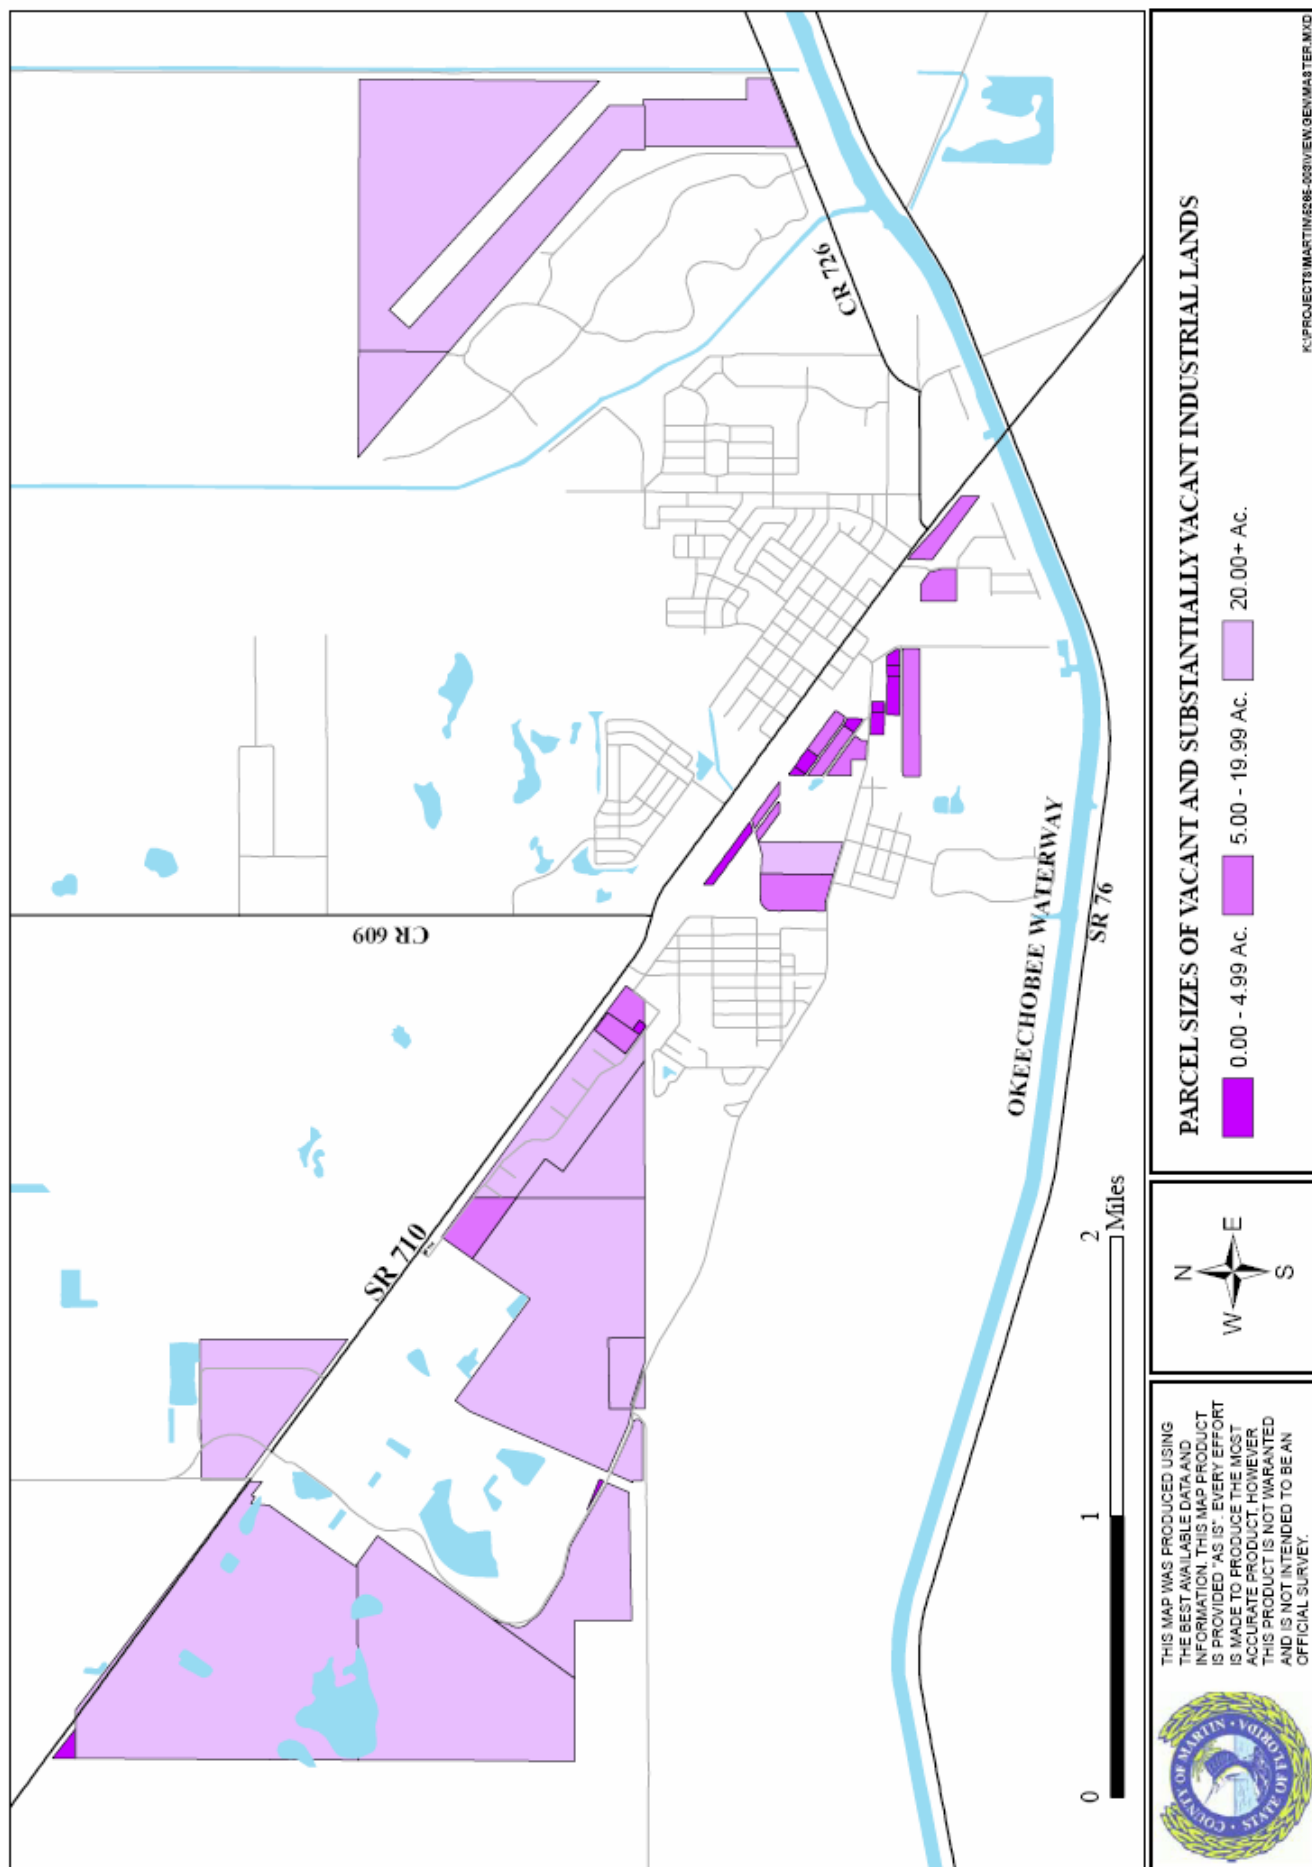 CR 609
SR 710
CR 726
OKEECHOBEE WATERWAY
SR 76
0
1
2
Miles
THIS MAP WAS PRODUCED USING
THE BEST AVAILABLE DATA AND
INFORMATION. THIS MAP PRODUCT
IS PROVIDED "AS IS". EVERY EFFORT
IS MADE TO PRODUCE THE MOST
ACCURATE PRODUCT, HOWEVER
THIS PRODUCT IS NOT WARANTED
AND IS NOT INTENDED TO BE AN
OFFICIAL SURVEY.
COUNTY OF MARTIN • STATE OF FLORIDA •
N
W
E
S
PARCEL SIZES OF VACANT AND SUBSTANTIALLY VACANT INDUSTRIAL LANDS
0.00 - 4.99 Ac.
5.00 - 19.99 Ac.
20.00+ Ac.